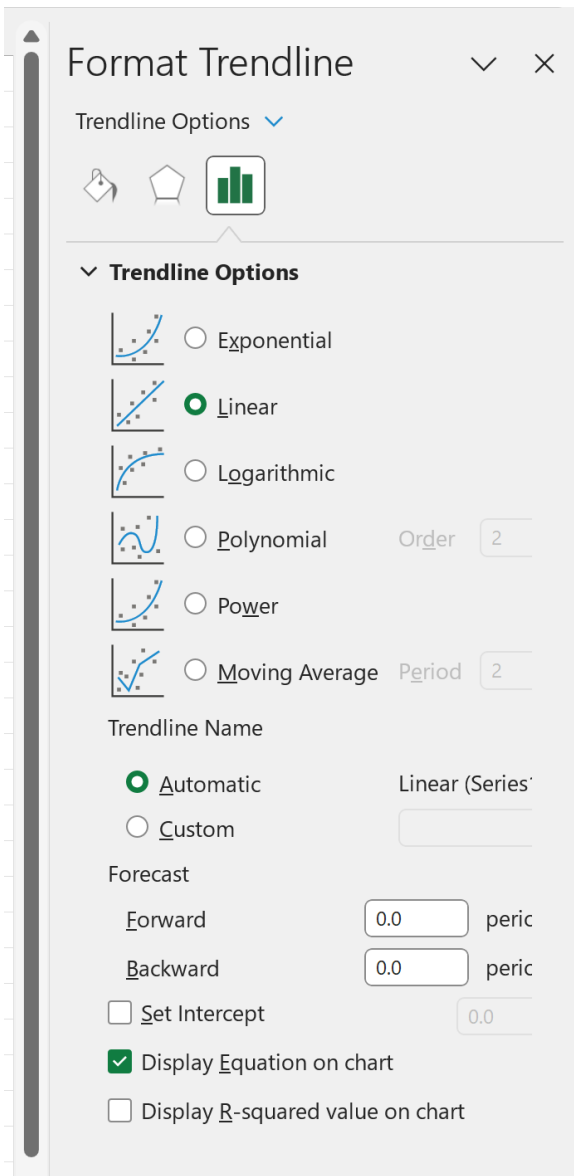 Format Trendline
Trendline Options
Trendline Options
Exponential
Linear
Logarithmic
Polynomial Order 2
Power
Moving Average Period 2
Trendline Name
Automatic Linear (Series1
Custom
Forecast
Forward 0.0 peric
Backward 0.0 peric
Set Intercept 0.0
Display Equation on chart
Display R-squared value on chart